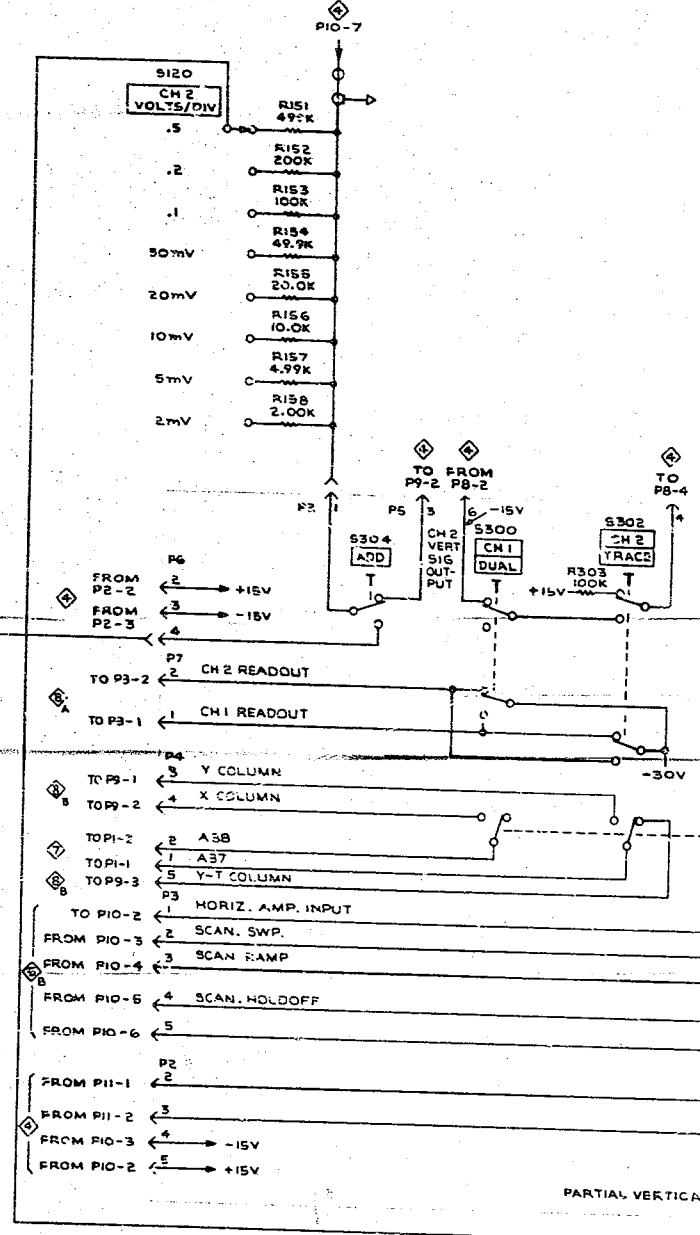 4
P10-7
S120
CH 2
VOLTS/DIV
.5
R151
499K
.2
R152
200K
.1
R153
100K
50mV
R154
49.9K
20mV
R155
20.0K
10mV
R156
10.0K
5mV
R157
4.99K
2mV
R158
2.00K
4
TO
P9-2
4
FROM
P8-2
4
TO
P8-4
1
P5
3
6
-15V
4
S304
ADD
CH 2
VERT
SIG
OUT-
PUT
S300
CH 1
DUAL
S302
CH 2
TRACE
R303
100K
+15V
P6
4
FROM
P2-2
2
+15V
FROM
P2-3
3
-15V
4
P7
8
A
TO P3-2
2
CH 2 READOUT
TO P3-1
1
CH 1 READOUT
-30V
P4
8
B
TO P9-1
3
Y COLUMN
TO P9-2
4
X COLUMN
7
TO P1-2
2
A38
TO P1-1
1
A37
8
B
TO P9-3
5
Y-T COLUMN
P3
TO P10-2
1
HORIZ. AMP. INPUT
FROM P10-3
2
SCAN. SWP.
B
FROM P10-4
3
SCAN RAMP
FROM P10-5
4
SCAN. HOLDOFF
FROM P10-6
5
P2
FROM P11-1
2
4
FROM P11-2
3
FROM P10-3
4
-15V
FROM P10-2
5
+15V
PARTIAL